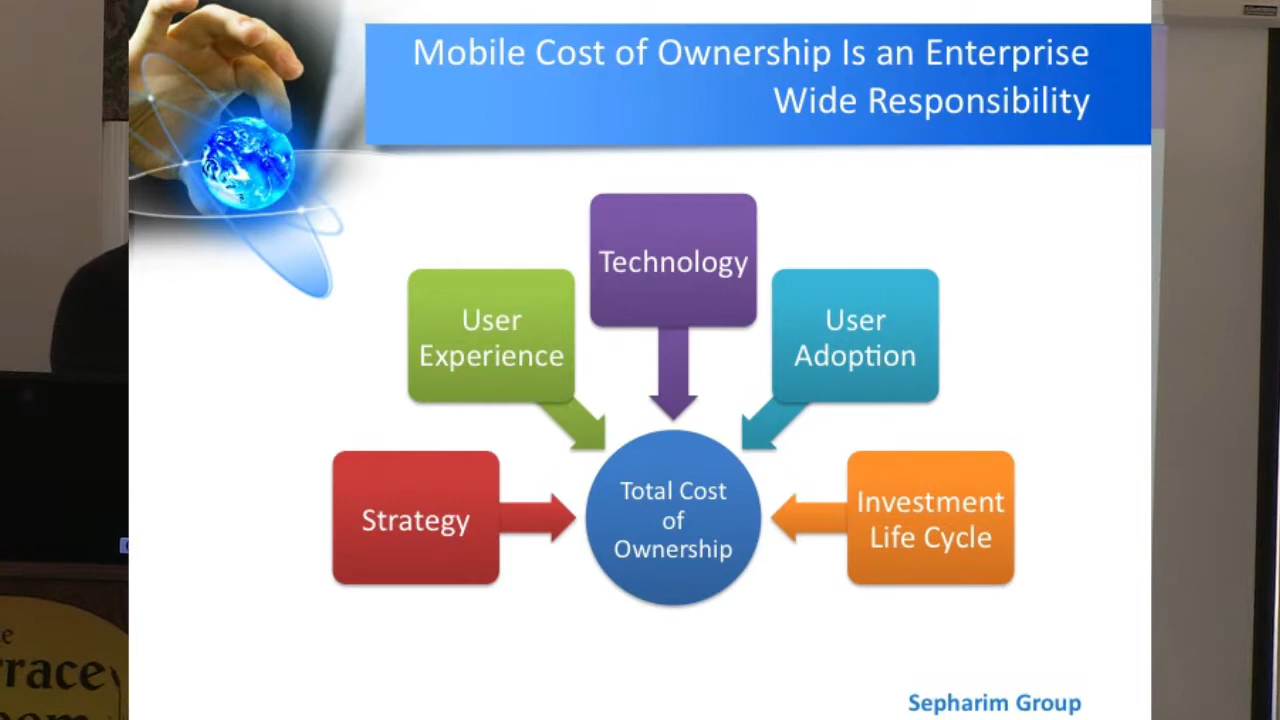 Mobile Cost of Ownership Is an Enterprise
Wide Responsibility
Technology
User
Experience
User
Adoption
Strategy
Total Cost
of
Ownership
Investment
Life Cycle
Sepharim Group